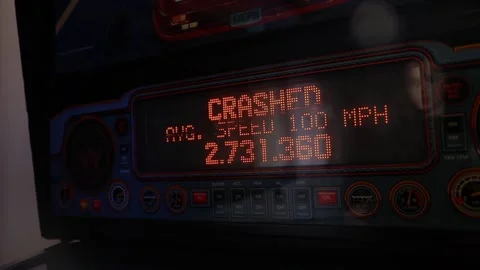 CRASHED
AVG. SPEED 100 MPH
2.731.360